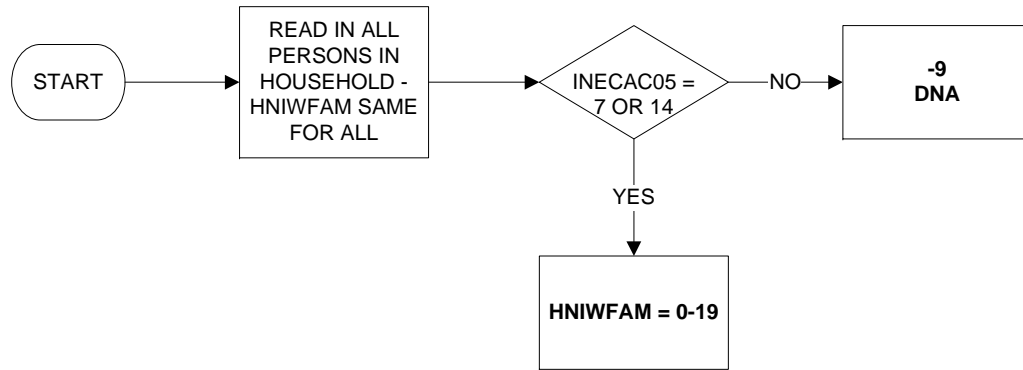 START
READ IN ALL
PERSONS IN
HOUSEHOLD -
HNIWFAM SAME
FOR ALL
INECAC05 =
7 OR 14
NO
-9
DNA
YES
HNIWFAM = 0-19